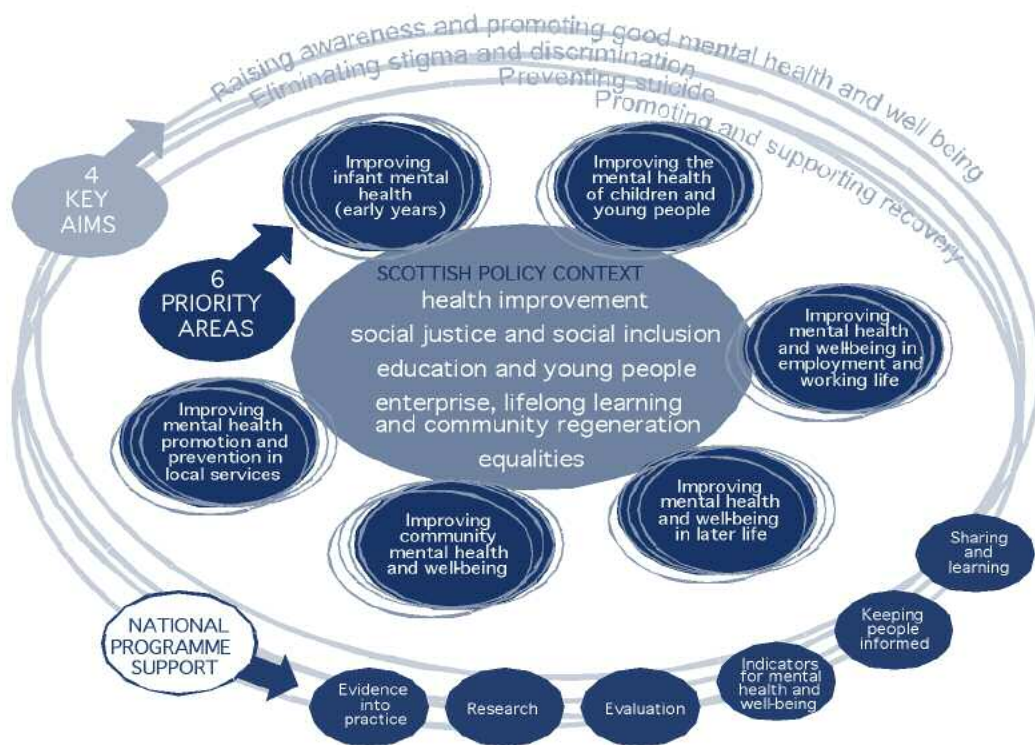 Raising awareness and promoting good mental health and well being
Eliminating stigma and discrimination
Preventing suicide
Promoting and supporting recovery
4
KEY
AIMS
Improving
infant mental
health
(early years)
Improving the
mental health
of children and
young people
6
PRIORITY
AREAS
SCOTTISH POLICY CONTEXT
health improvement
social justice and social inclusion
education and young people
enterprise, lifelong learning
and community regeneration
equalities
Improving
mental health
and well-being in
employment and
working life
Improving
mental health
promotion and
prevention in
local services
Improving
community
mental health
and well-being
Improving
mental health
and well-being
in later life
NATIONAL
PROGRAMME
SUPPORT
Evidence
into
practice
Research
Evaluation
Indicators
for mental
health and
well-being
Keeping
people
informed
Sharing
and
learning